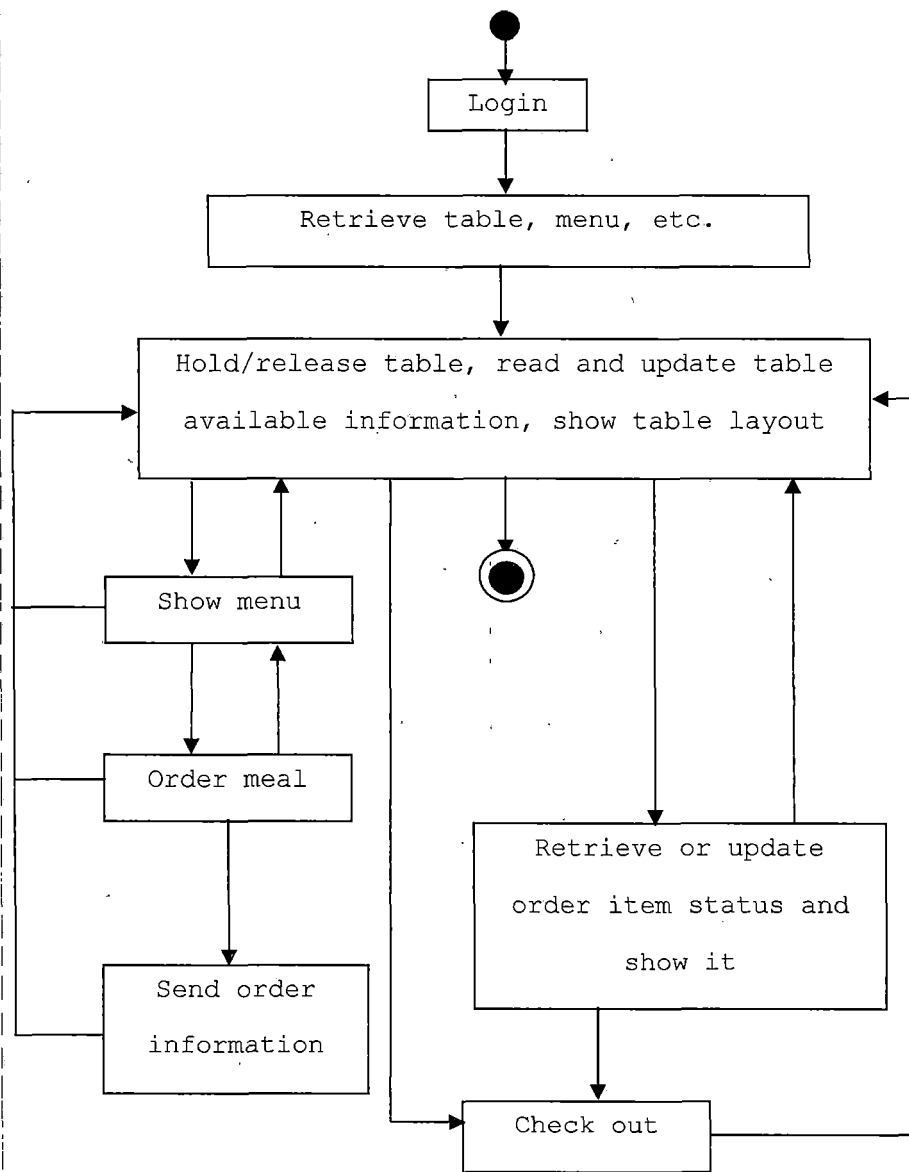 Login
Retrieve table, menu, etc.
Hold/release table, read and update table
available information, show table layout
Show menu
Order meal
Send order
information
Retrieve or update
order item status and
show it
Check out